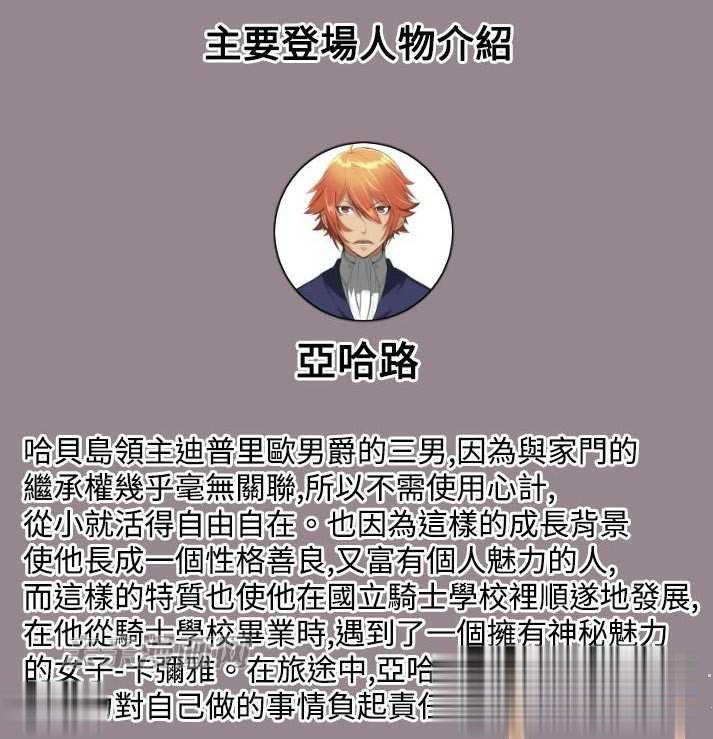 主要登場人物介紹
亞哈路
哈貝島領主迪普里歐男爵的三男,因為與家門的
繼承權幾乎毫無關聯,所以不需使用心計,
從小就活得自由自在。也因為這樣的成長背景
使他長成一個性格善良,又富有個人魅力的人,
而這樣的特質也使他在國立騎士學校裡順遂地發展,
在他從騎士學校畢業時,遇到了一個擁有神秘魅力
的女子-卡彌雅。在旅途中,亞哈
對自己做的事情負起責任